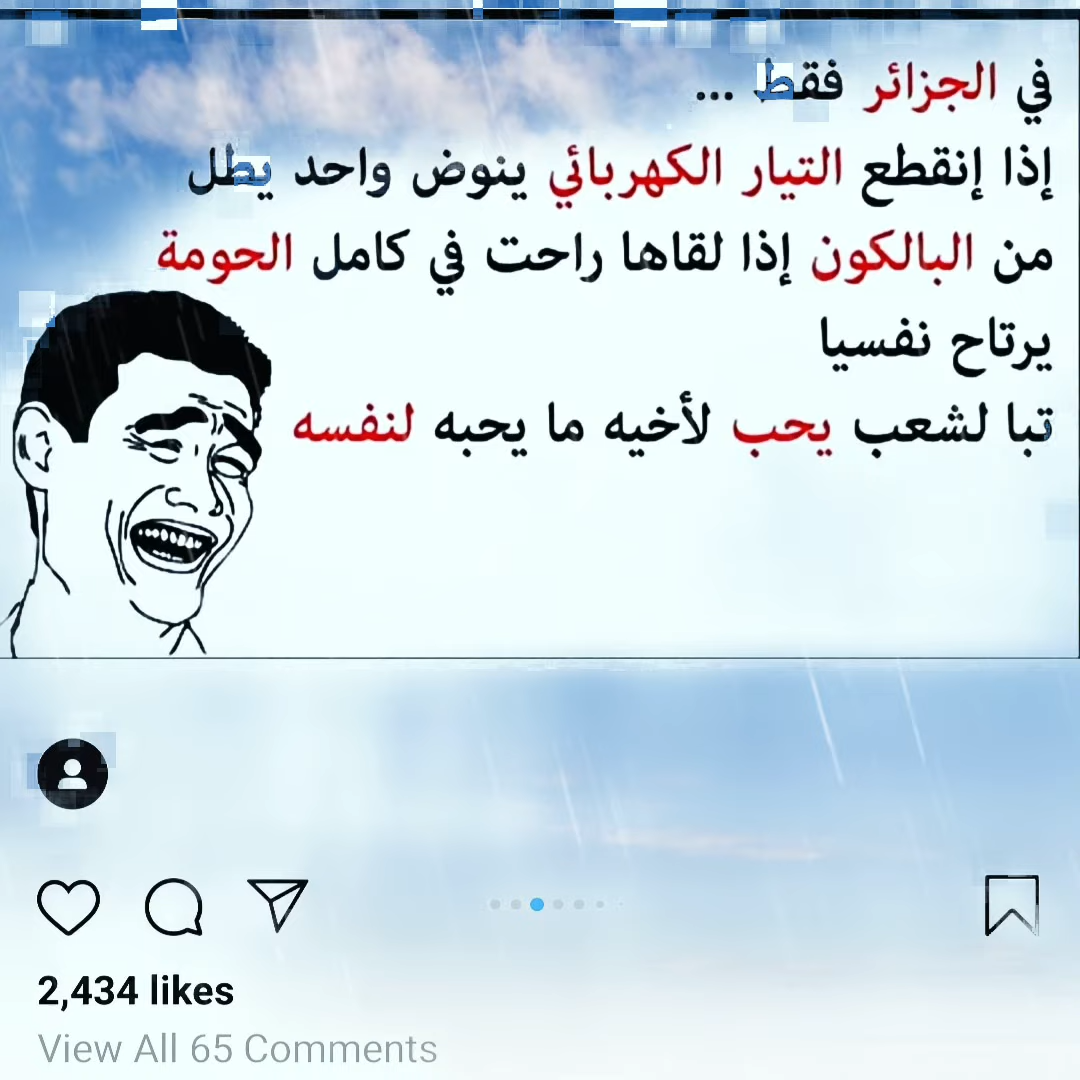 في الجزائر فقط ...
إذا إنقطع التيار الكهربائي ينوض واحد يطل
من البالكون إذا لقاها راحت في كامل الحومة
يرتاح نفسيا
تبا لشعب يحب لأخيه ما يحبه لنفسه
2,434 likes
View All 65 Comments